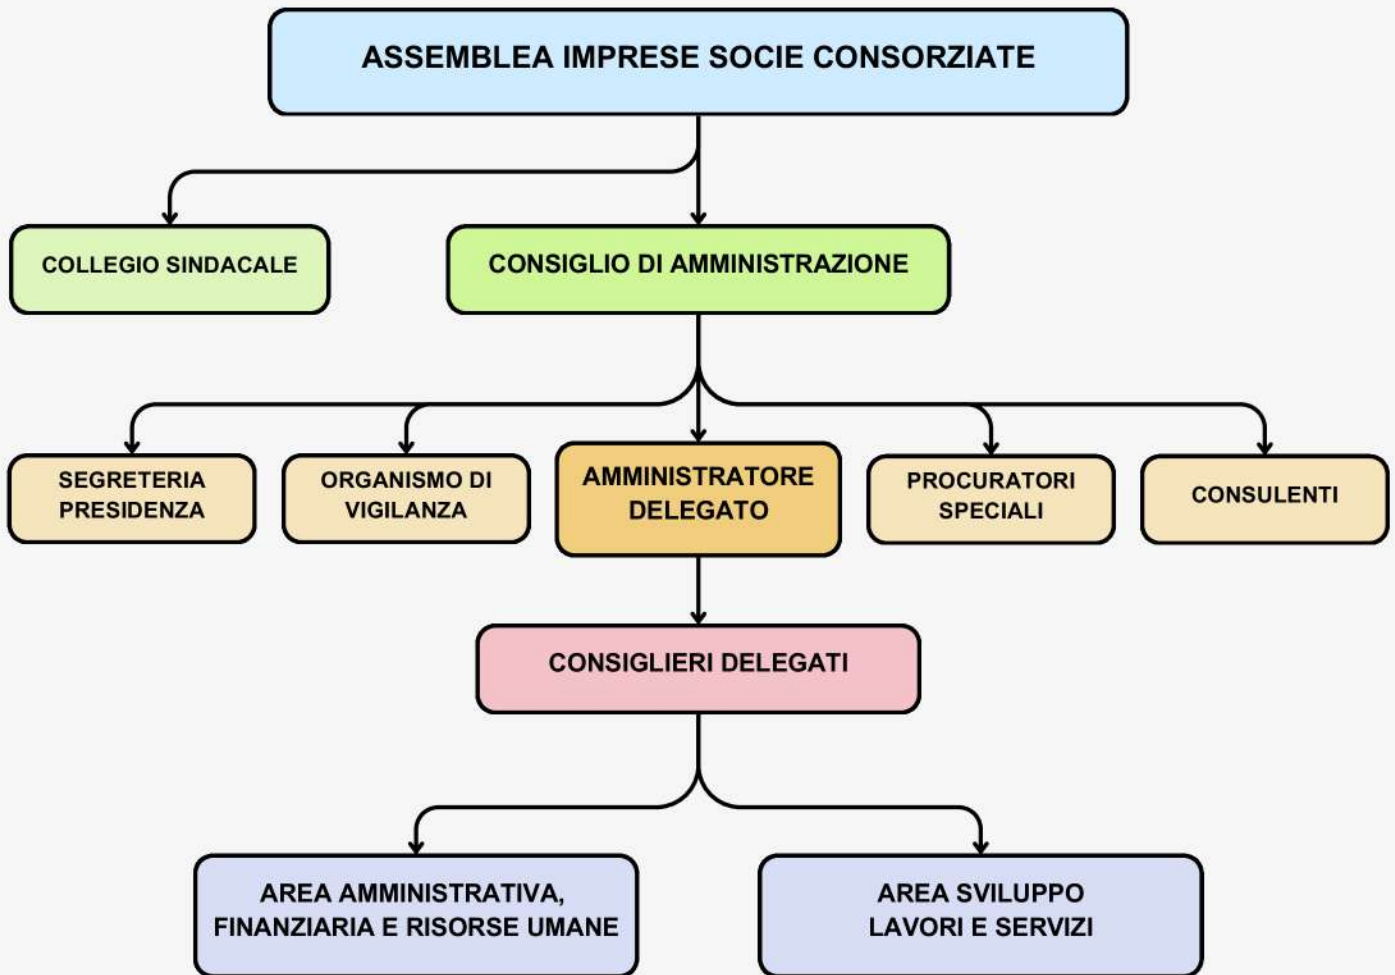 ASSEMBLEA IMPRESE SOCIE CONSORZIATE
COLLEGIO SINDACALE
CONSIGLIO DI AMMINISTRAZIONE
SEGRETERIA
PRESIDENZA
ORGANISMO DI
VIGILANZA
AMMINISTRATORE
DELEGATO
PROCURATORI
SPECIALI
CONSULENTI
CONSIGLIERI DELEGATI
AREA AMMINISTRATIVA,
FINANZIARIA E RISORSE UMANE
AREA SVILUPPO
LAVORI E SERVIZI